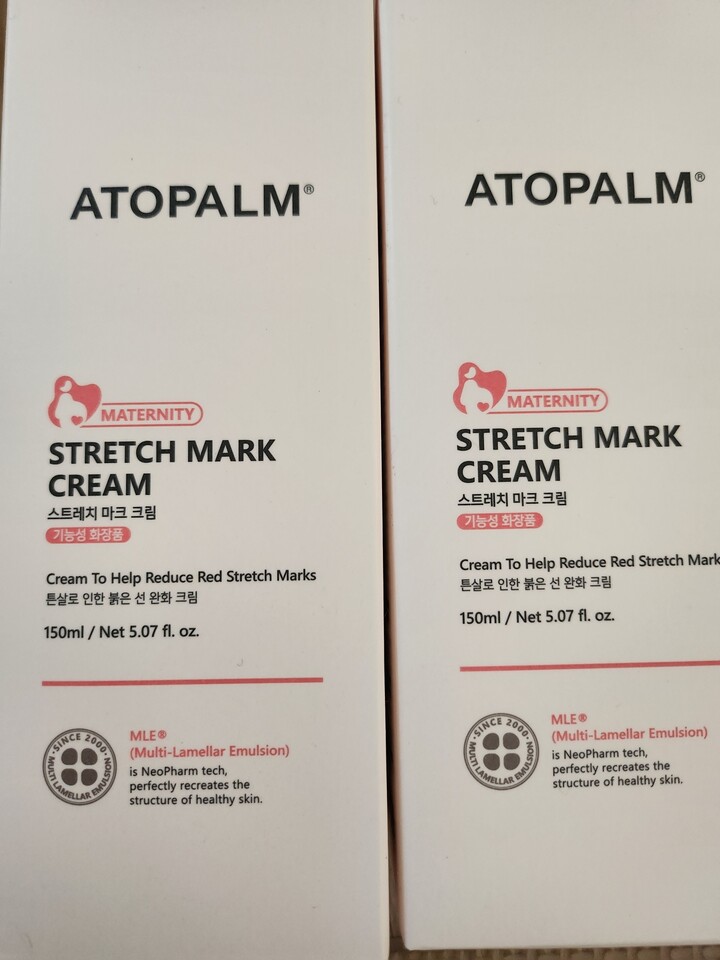 ATOPALM®
MATERNITY
STRETCH MARK
CREAM
스트레치 마크 크림
기능성 화장품
Cream To Help Reduce Red Stretch Marks
튼살로 인한 붉은 선 완화 크림
150ml / Net 5.07 fl. oz.
·SINCE 2000·
MULTI LAMELLAR EMULSION
MLE®
(Multi-Lamellar Emulsion)
is NeoPharm tech,
perfectly recreates the
structure of healthy skin.
ATOPALM®
MATERNITY
STRETCH MARK
CREAM
스트레치 마크 크림
기능성 화장품
Cream To Help Reduce Red Stretch Mark
튼살로 인한 붉은 선 완화 크림
150ml / Net 5.07 fl. oz.
·SINCE 2000·
MULTI LAMELLAR EMULSION
MLE®
(Multi-Lamellar Emulsion)
is NeoPharm tech,
perfectly recreates the
structure of healthy skin.